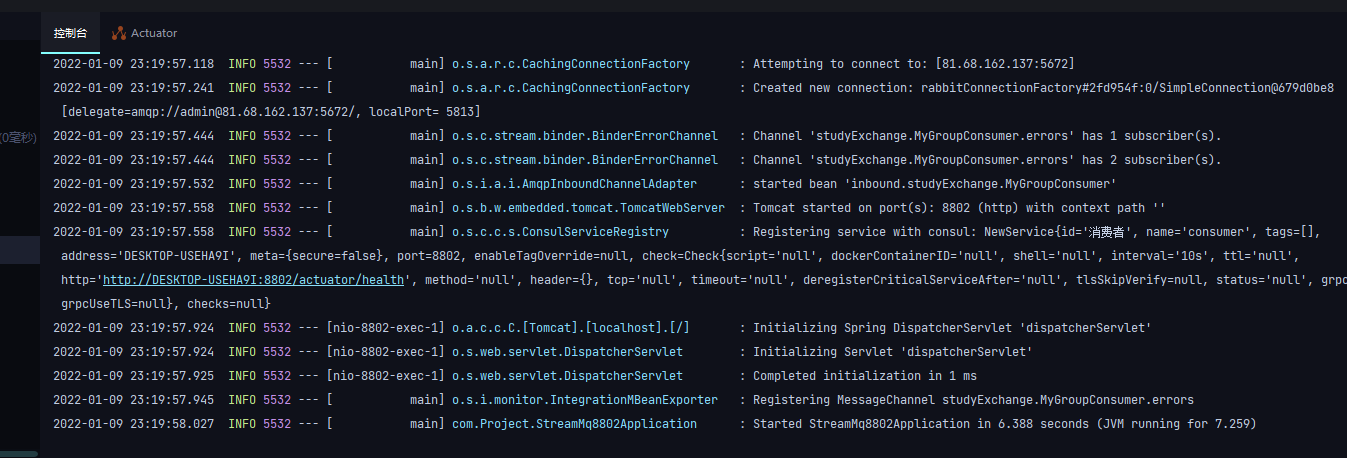 控制台 Actuator
2022-01-09 23:19:57.118  INFO 5532 --- [           main] o.s.a.r.c.CachingConnectionFactory       : Attempting to connect to: [81.68.162.137:5672]
2022-01-09 23:19:57.241  INFO 5532 --- [           main] o.s.a.r.c.CachingConnectionFactory       : Created new connection: rabbitConnectionFactory#2fd954f:0/SimpleConnection@679d0be8
[delegate=amqp://admin@81.68.162.137:5672/, localPort= 5813]
(0毫秒)
2022-01-09 23:19:57.444  INFO 5532 --- [           main] o.s.c.stream.binder.BinderErrorChannel   : Channel 'studyExchange.MyGroupConsumer.errors' has 1 subscriber(s).
2022-01-09 23:19:57.444  INFO 5532 --- [           main] o.s.c.stream.binder.BinderErrorChannel   : Channel 'studyExchange.MyGroupConsumer.errors' has 2 subscriber(s).
2022-01-09 23:19:57.532  INFO 5532 --- [           main] o.s.i.a.i.AmqpInboundChannelAdapter      : started bean 'inbound.studyExchange.MyGroupConsumer'
2022-01-09 23:19:57.558  INFO 5532 --- [           main] o.s.b.w.embedded.tomcat.TomcatWebServer  : Tomcat started on port(s): 8802 (http) with context path ''
2022-01-09 23:19:57.558  INFO 5532 --- [           main] o.s.c.c.s.ConsulServiceRegistry          : Registering service with consul: NewService{id='消费者', name='consumer', tags=[],
address='DESKTOP-USEHA9I', meta={secure=false}, port=8802, enableTagOverride=null, check=Check{script='null', dockerContainerID='null', shell='null', interval='10s', ttl='null',
http='http://DESKTOP-USEHA9I:8802/actuator/health', method='null', header={}, tcp='null', timeout='null', deregisterCriticalServiceAfter='null', tlsSkipVerify=null, status='null', grpc
grpcUseTLS=null}, checks=null}
2022-01-09 23:19:57.924  INFO 5532 --- [nio-8802-exec-1] o.a.c.c.C.[Tomcat].[localhost].[/]       : Initializing Spring DispatcherServlet 'dispatcherServlet'
2022-01-09 23:19:57.924  INFO 5532 --- [nio-8802-exec-1] o.s.web.servlet.DispatcherServlet        : Initializing Servlet 'dispatcherServlet'
2022-01-09 23:19:57.925  INFO 5532 --- [nio-8802-exec-1] o.s.web.servlet.DispatcherServlet        : Completed initialization in 1 ms
2022-01-09 23:19:57.945  INFO 5532 --- [           main] o.s.i.monitor.IntegrationMBeanExporter   : Registering MessageChannel studyExchange.MyGroupConsumer.errors
2022-01-09 23:19:58.027  INFO 5532 --- [           main] com.Project.StreamMq8802Application      : Started StreamMq8802Application in 6.388 seconds (JVM running for 7.259)